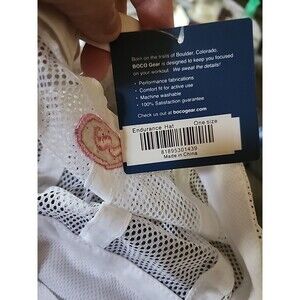 Born on the trails of Boulder, Colorado,
BOCO Gear is designed to keep you focused
on your workout! We sweat the details!
• Performance fabrications
• Comfort fit for active use
• Machine washable
• 100% Satisfaction guarantee
Check us out at bocogear.com
Endurance Hat One size
81895301439
Made in China